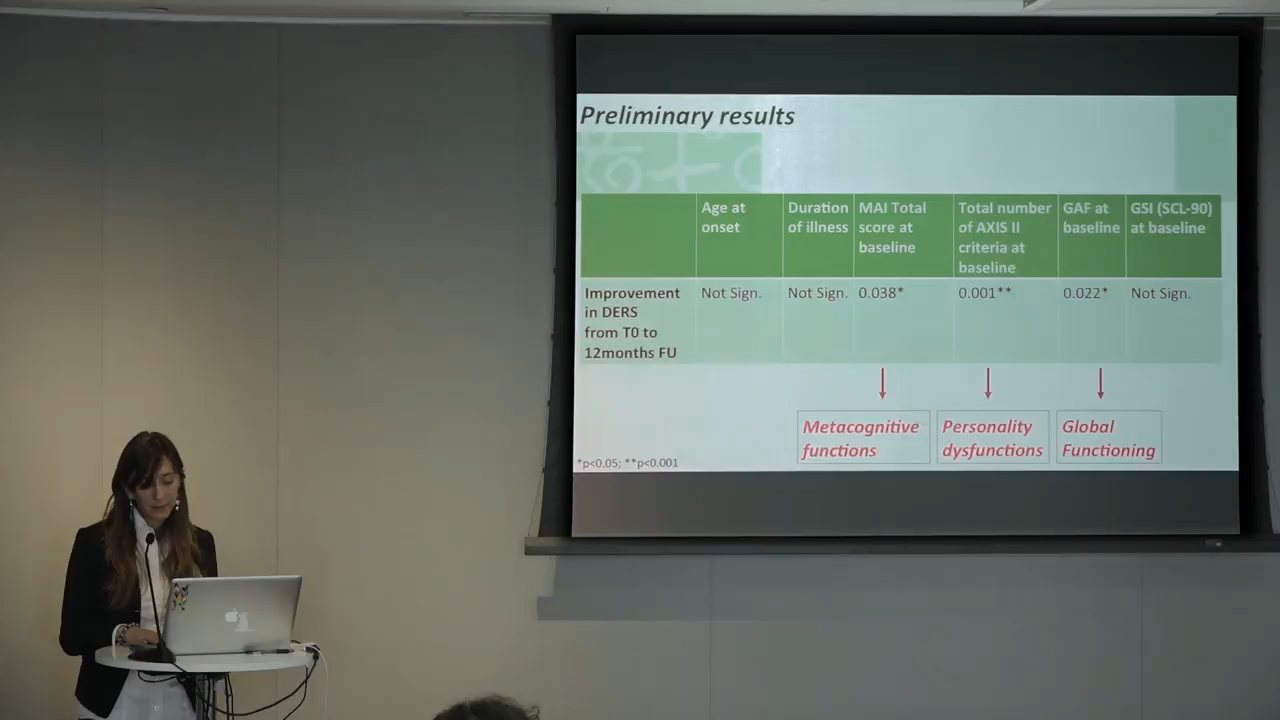 Preliminary results
Age at
onset
Duration
of illness
MAI Total
score at
baseline
Total number
of AXIS II
criteria at
baseline
GAF at
baseline
GSI (SCL-90)
at baseline
Improvement
in DERS
from T0 to
12months FU
Not Sign.
Not Sign.
0.038*
0.001**
0.022*
Not Sign.
Metacognitive
functions
Personality
dysfunctions
Global
Functioning
*p<0.05; **p<0.001